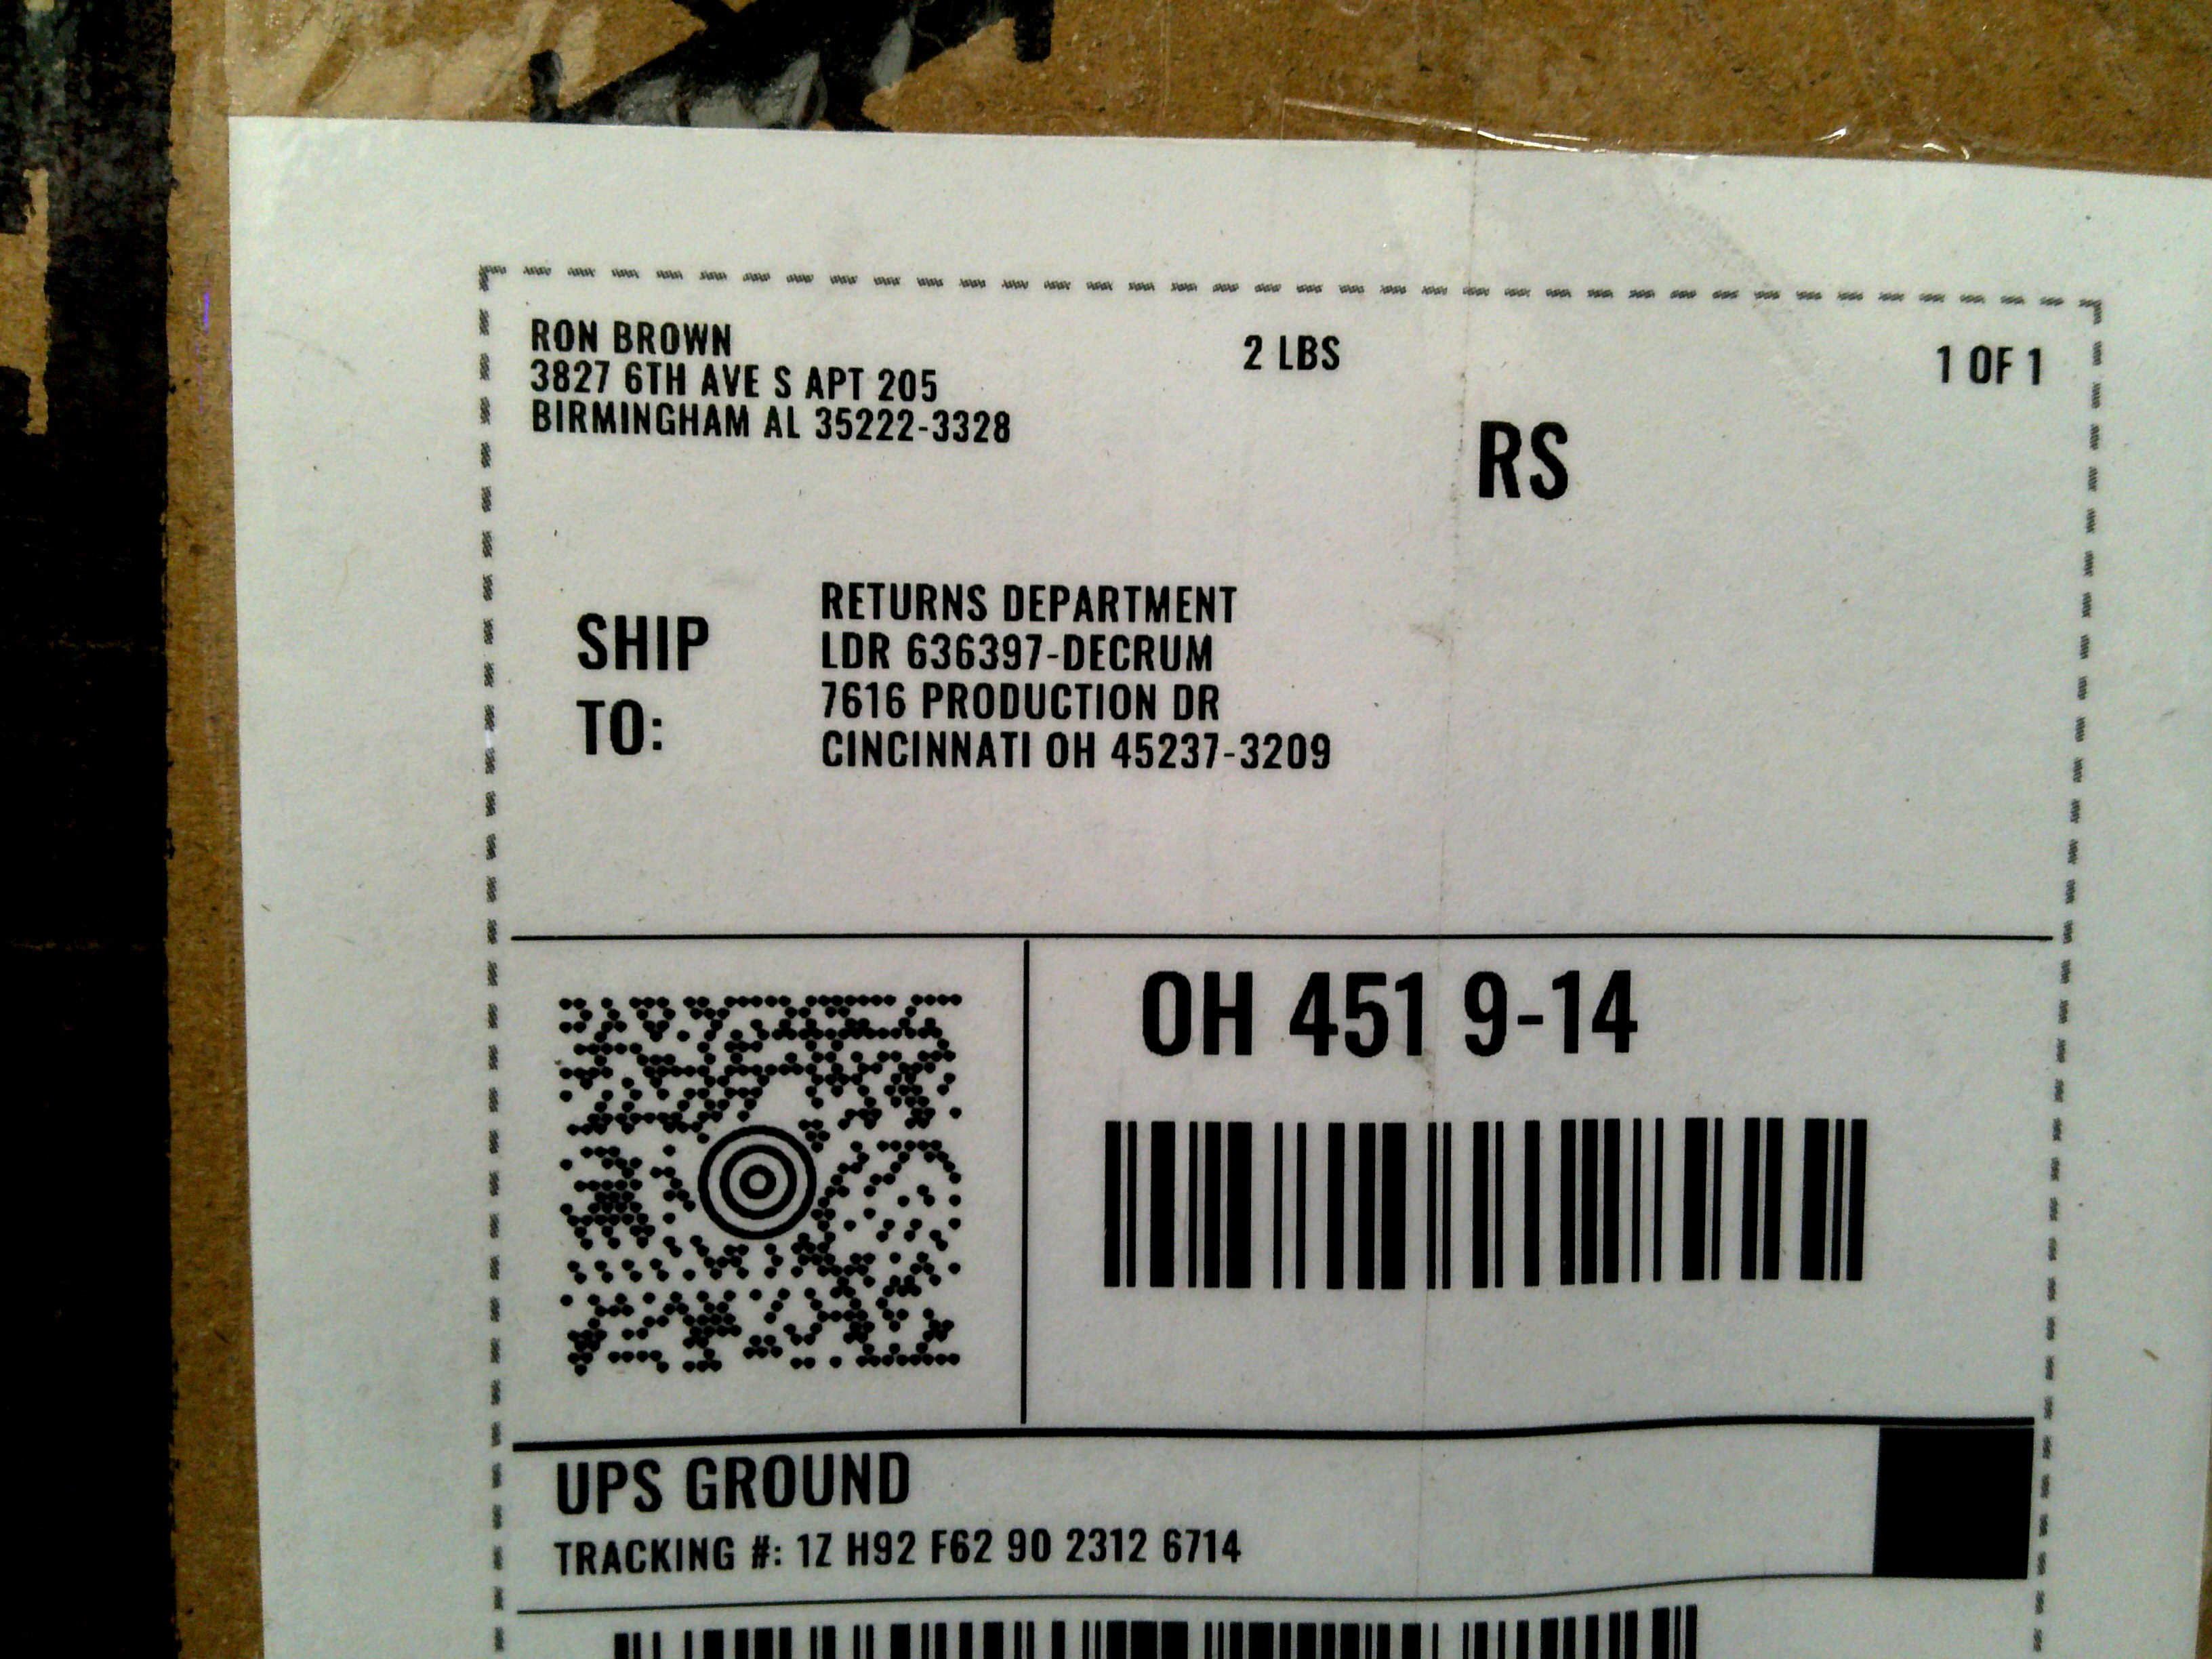 RON BROWN
3827 6TH AVE S APT 205
BIRMINGHAM AL 35222-3328
2 LBS
1 OF 1
RS
SHIP
TO:
RETURNS DEPARTMENT
LDR 636397-DECRUM
7616 PRODUCTION DR
CINCINNATI OH 45237-3209
OH 451 9-14
UPS GROUND
TRACKING #: 1Z H92 F62 90 2312 6714